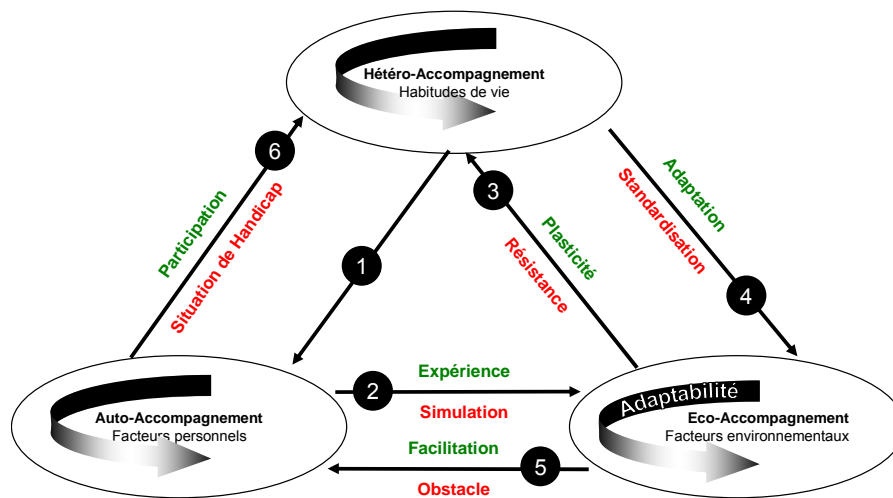 Hétéro-Accompagnement
Habitudes de vie
6
Participation
Situation de Handicap
1
3
Plasticité
Résistance
Adaptation
Standardisation
4
Auto-Accompagnement
Facteurs personnels
2
Expérience
Simulation
Facilitation
5
Obstacle
Adaptabilité
Eco-Accompagnement
Facteurs environnementaux